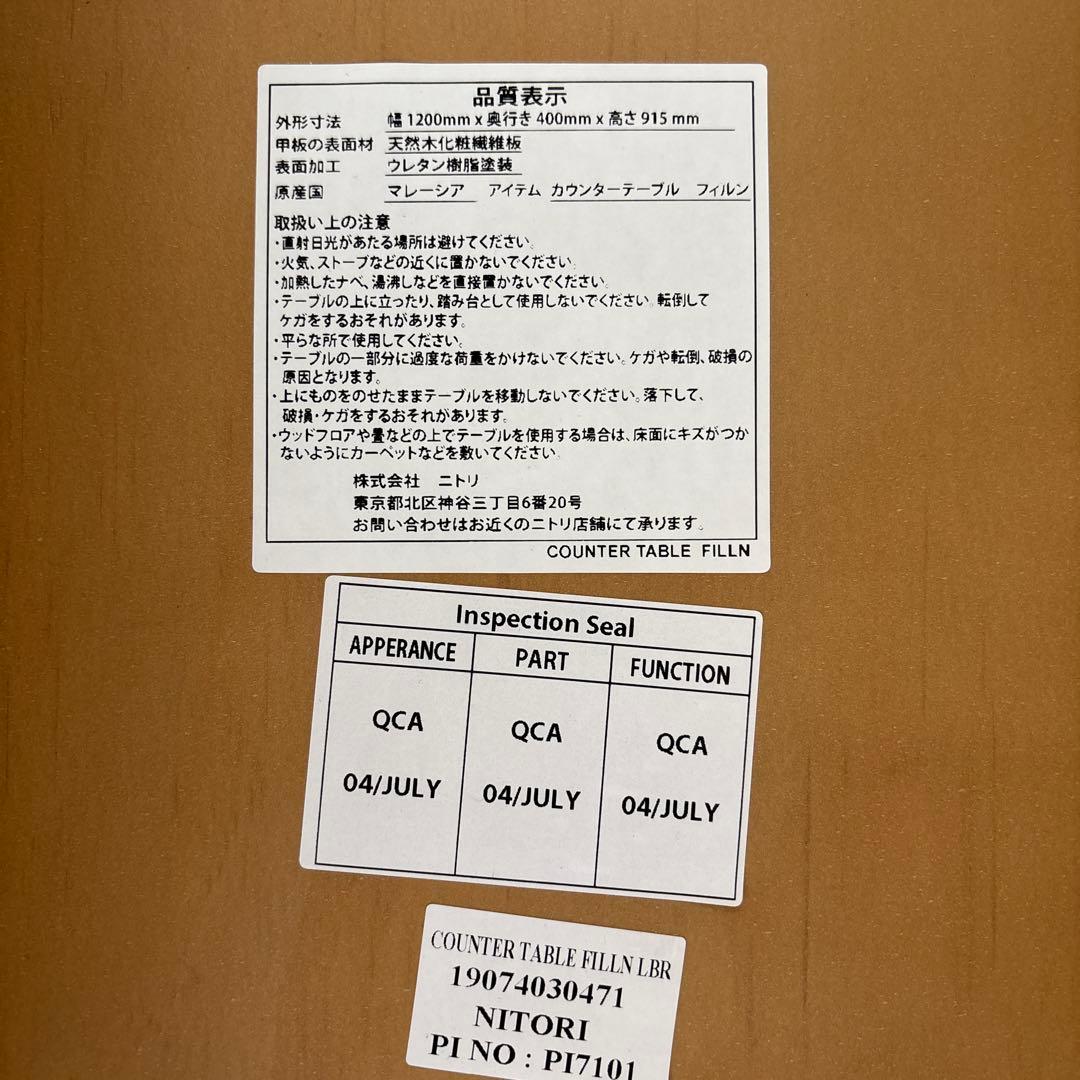 品質表示
外形寸法 幅1200mm x 奥行き400mm x 高さ915mm
甲板の表面材 天然木化粧繊維板
表面加工 ウレタン樹脂塗装
原産国 マレーシア アイテム カウンターテーブル フィルン
取扱い上の注意
・直射日光があたる場所は避けてください。
・火気、ストーブなどの近くに置かないでください。
・加熱したナベ、湯沸しなどを直接置かないでください。
・テーブルの上に立ったり、踏み台として使用しないでください。転倒して
ケガをするおそれがあります。
・平らな所で使用してください。
・テーブルの一部分に過度な荷重をかけないでください。ケガや転倒、破損の
原因となります。
・上にものをのせたままテーブルを移動しないでください。落下して、
破損・ケガをするおそれがあります。
・ウッドフロアや畳などの上でテーブルを使用する場合は、床面にキズがつか
ないようにカーペットなどを敷いてください。
株式会社 ニトリ
東京都北区神谷三丁目6番20号
お問い合わせはお近くのニトリ店舗にて承ります。
COUNTER TABLE FILLN
Inspection Seal
APPERANCE PART FUNCTION
QCA QCA QCA
04/JULY 04/JULY 04/JULY
COUNTER TABLE FILLN LBR
19074030471
NITORI
PI NO : PI7101